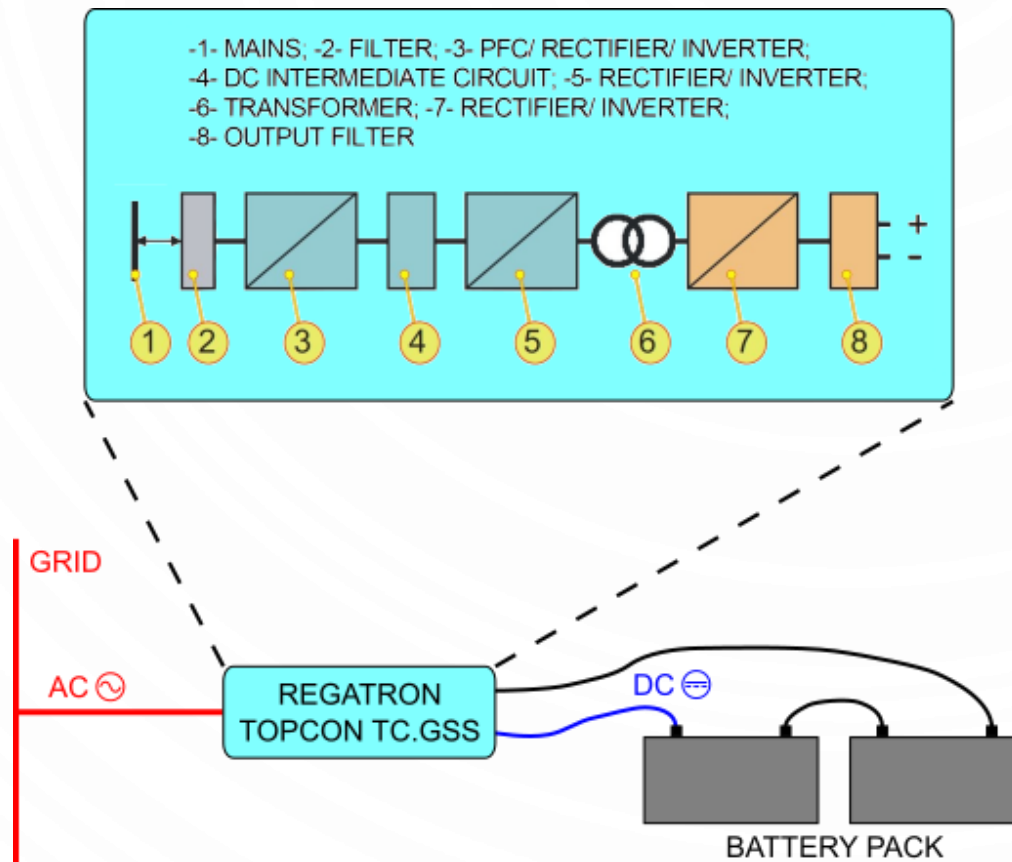 -1- MAINS; -2- FILTER; -3- PFC/ RECTIFIER/ INVERTER;
-4- DC INTERMEDIATE CIRCUIT; -5- RECTIFIER/ INVERTER;
-6- TRANSFORMER; -7- RECTIFIER/ INVERTER;
-8- OUTPUT FILTER
+
-
1 2 3 4 5 6 7 8
GRID
AC
REGATRON
TOPCON TC.GSS
DC
BATTERY PACK